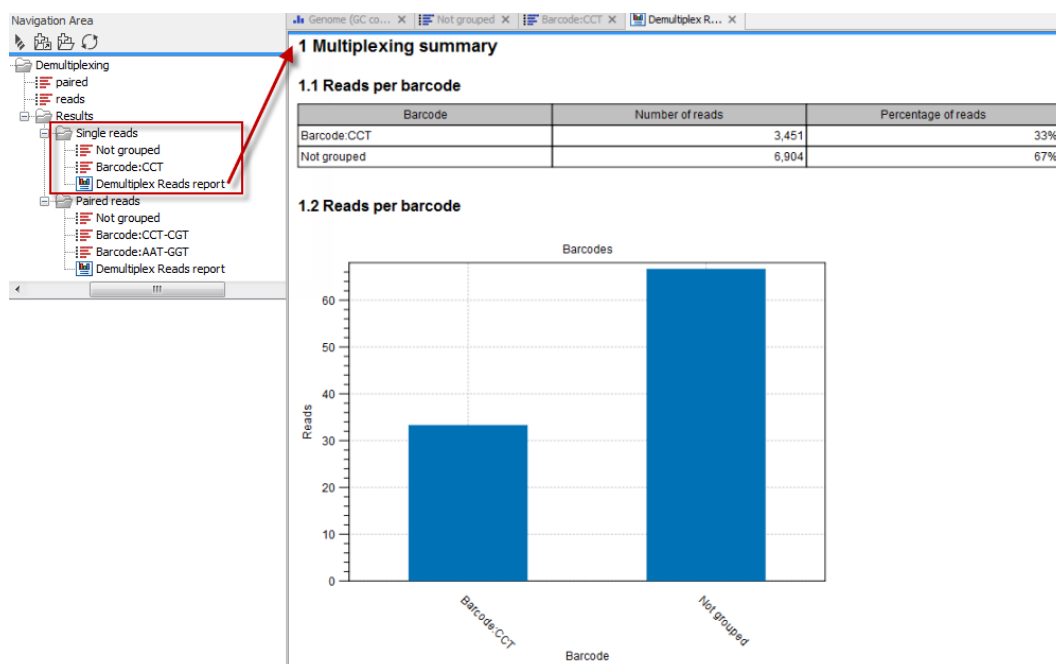 Navigation Area
Demultiplexing
paired
reads
Results
Single reads
Not grouped
Barcode:CCT
Demultiplex Reads report
Paired reads
Not grouped
Barcode:CCT-CGT
Barcode:AAT-GGT
Demultiplex Reads report
Genome (GC co... Not grouped Barcode:CCT Demultiplex R...
1 Multiplexing summary
1.1 Reads per barcode
Barcode Number of reads Percentage of reads
Barcode:CCT 3,451 33%
Not grouped 6,904 67%
1.2 Reads per barcode
Barcodes
60
50
40
30
20
10
0
Reads
Barcode:CCT Not grouped
Barcode